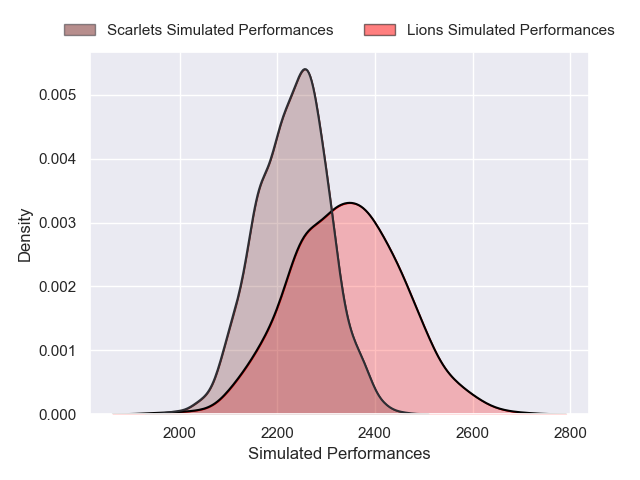 Scarlets Simulated Performances Lions Simulated Performances
0.005
0.004
0.003
0.002
0.001
0.000
Density
2000 2200 2400 2600 2800
Simulated Performances